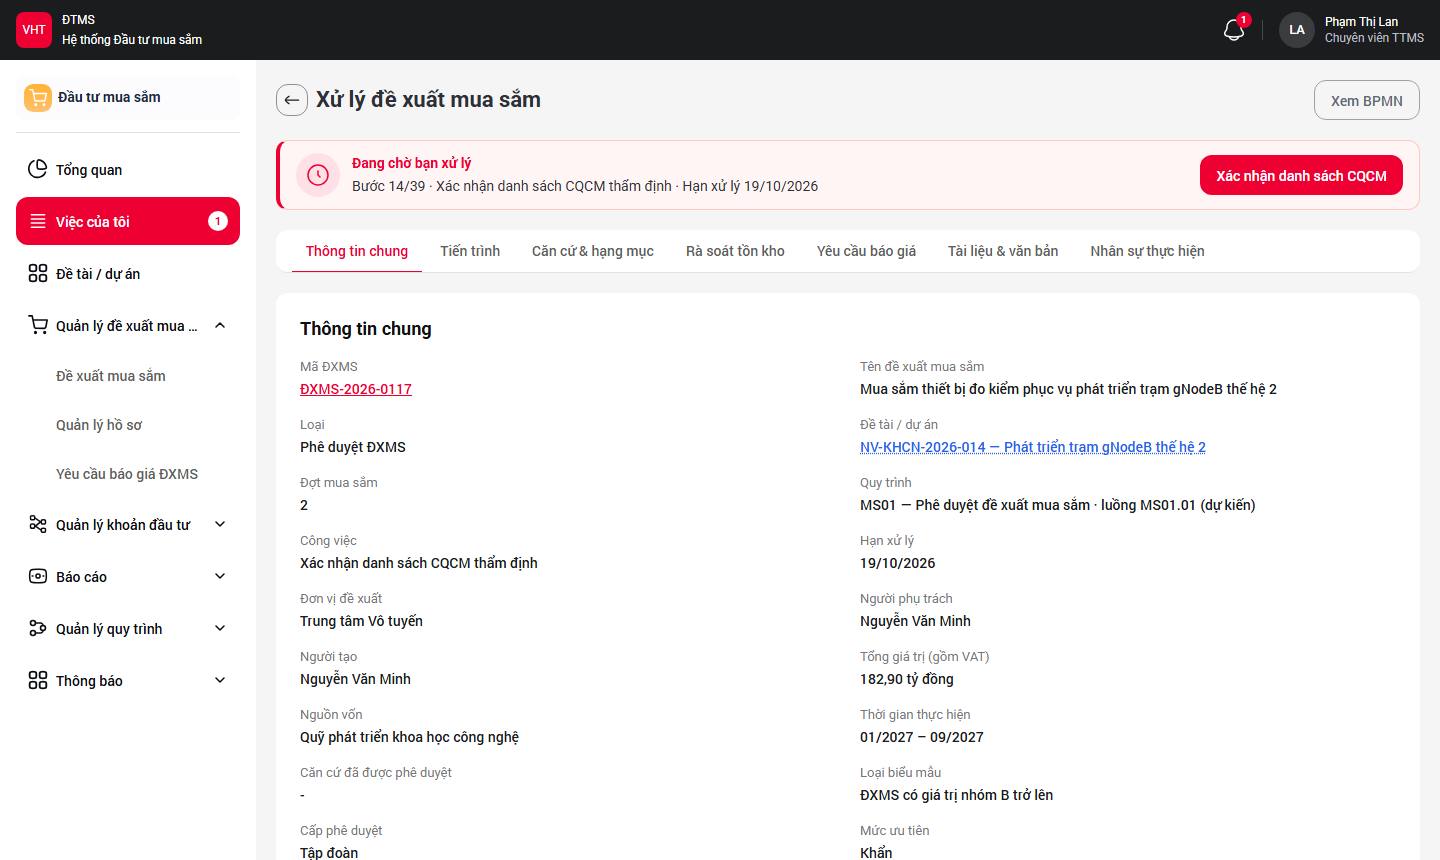 VHT
ĐTMS
Hệ thống Đầu tư mua sắm
1
LA
Phạm Thị Lan
Chuyên viên TTMS
Đầu tư mua sắm
Tổng quan
Việc của tôi
1
Đề tài / dự án
Quản lý đề xuất mua ...
Đề xuất mua sắm
Quản lý hồ sơ
Yêu cầu báo giá ĐXMS
Quản lý khoản đầu tư
Báo cáo
Quản lý quy trình
Thông báo
Xử lý đề xuất mua sắm
Xem BPMN
Đang chờ bạn xử lý
Bước 14/39 · Xác nhận danh sách CQCM thẩm định · Hạn xử lý 19/10/2026
Xác nhận danh sách CQCM
Thông tin chung
Tiến trình
Căn cứ & hạng mục
Rà soát tồn kho
Yêu cầu báo giá
Tài liệu & văn bản
Nhân sự thực hiện
Thông tin chung
Mã ĐXMS
ĐXMS-2026-0117
Tên đề xuất mua sắm
Mua sắm thiết bị đo kiểm phục vụ phát triển trạm gNodeB thế hệ 2
Loại
Phê duyệt ĐXMS
Đề tài / dự án
NV-KHCN-2026-014 — Phát triển trạm gNodeB thế hệ 2
Đợt mua sắm
2
Quy trình
MS01 — Phê duyệt đề xuất mua sắm · luồng MS01.01 (dự kiến)
Công việc
Xác nhận danh sách CQCM thẩm định
Hạn xử lý
19/10/2026
Đơn vị đề xuất
Trung tâm Vô tuyến
Người phụ trách
Nguyễn Văn Minh
Người tạo
Nguyễn Văn Minh
Tổng giá trị (gồm VAT)
182,90 tỷ đồng
Nguồn vốn
Quỹ phát triển khoa học công nghệ
Thời gian thực hiện
01/2027 – 09/2027
Căn cứ đã được phê duyệt
-
Loại biểu mẫu
ĐXMS có giá trị nhóm B trở lên
Cấp phê duyệt
Tập đoàn
Mức ưu tiên
Khẩn